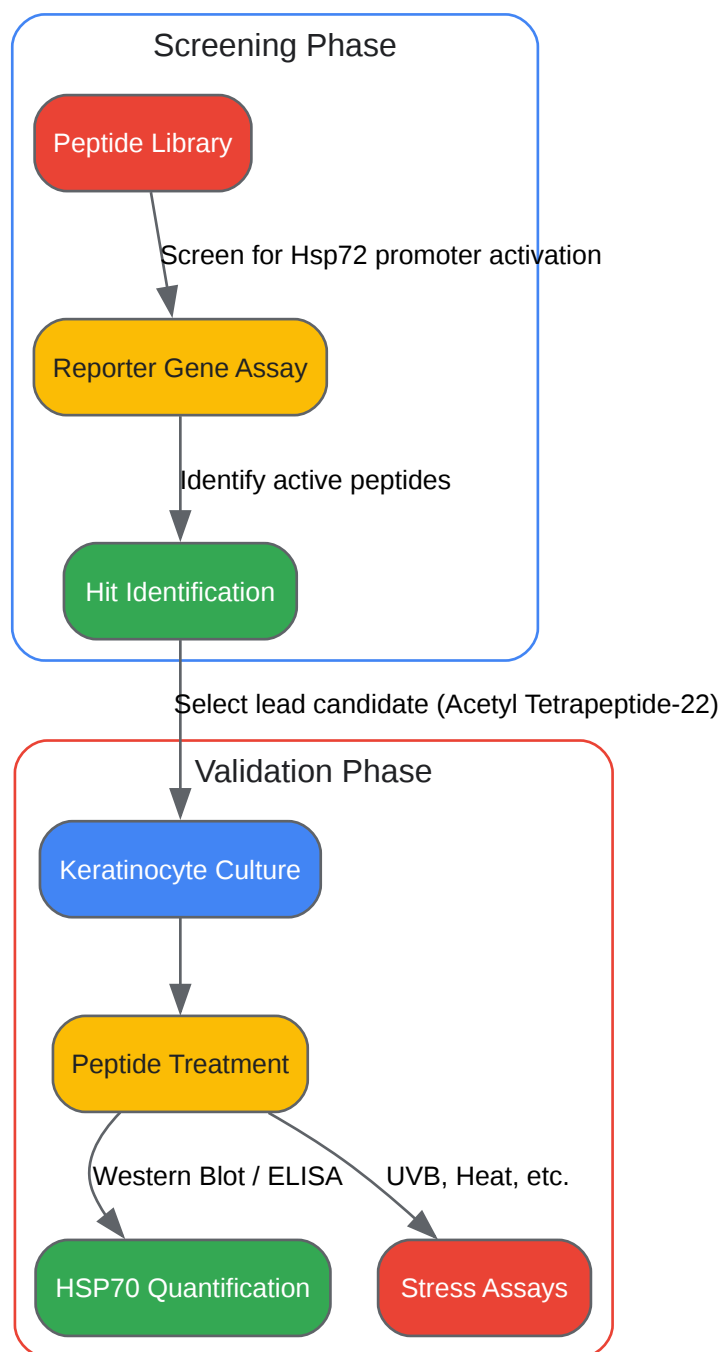 Screening Phase
Peptide Library
Screen for Hsp72 promoter activation
Reporter Gene Assay
Identify active peptides
Hit Identification
Select lead candidate (Acetyl Tetrapeptide-22)
Validation Phase
Keratinocyte Culture
Peptide Treatment
Western Blot / ELISA
UVB, Heat, etc.
HSP70 Quantification
Stress Assays